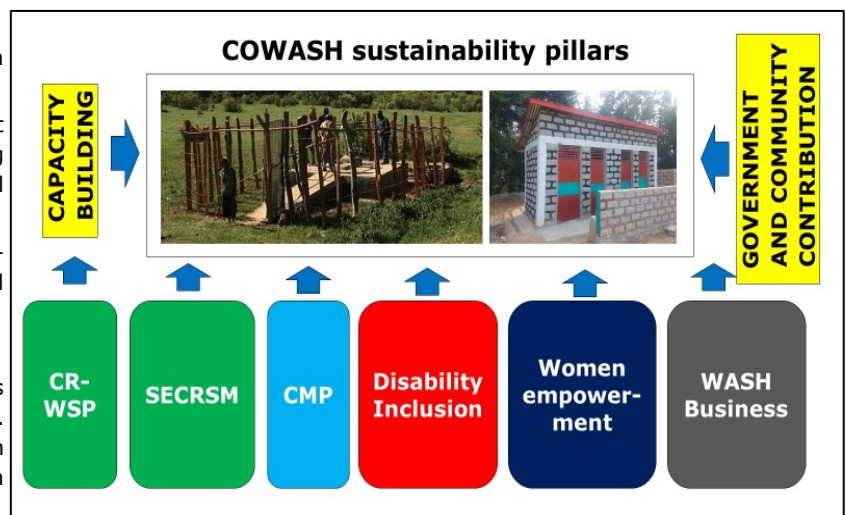 COWASH sustainability pillars
CAPACITY
BUILDING
GOVERNMENT
AND COMMUNITY
CONTRIBUTION
CR-
WSP
SECRSM
CMP
Disability
Inclusion
Women
empower-
ment
WASH
Business